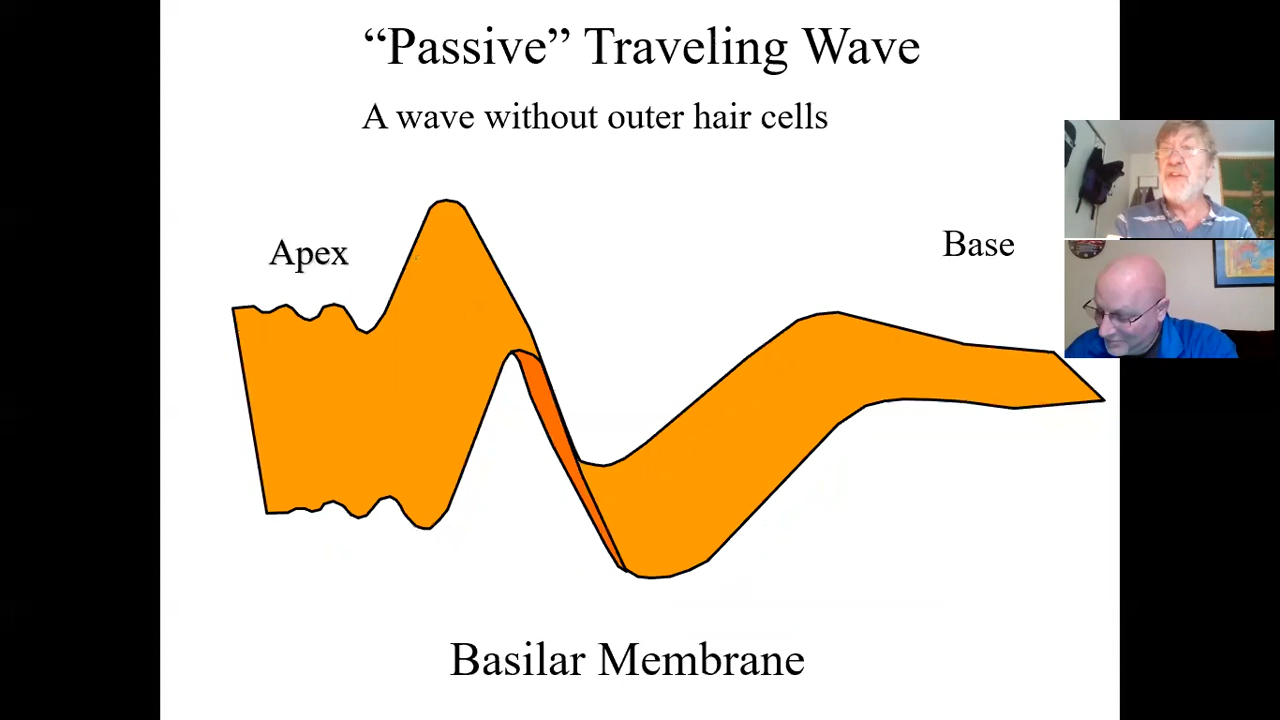 “Passive” Traveling Wave
A wave without outer hair cells
Apex
Base
Basilar Membrane